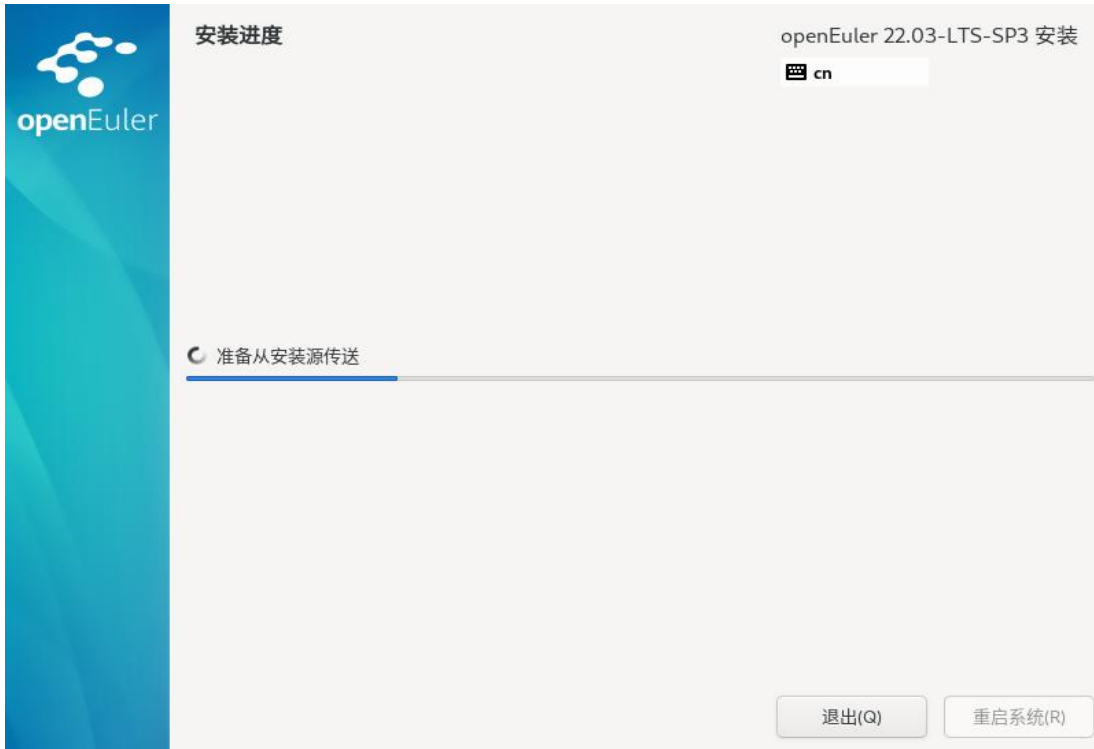 openEuler
安装进度
openEuler 22.03-LTS-SP3 安装
cn
准备从安装源传送
退出(Q)
重启系统(R)